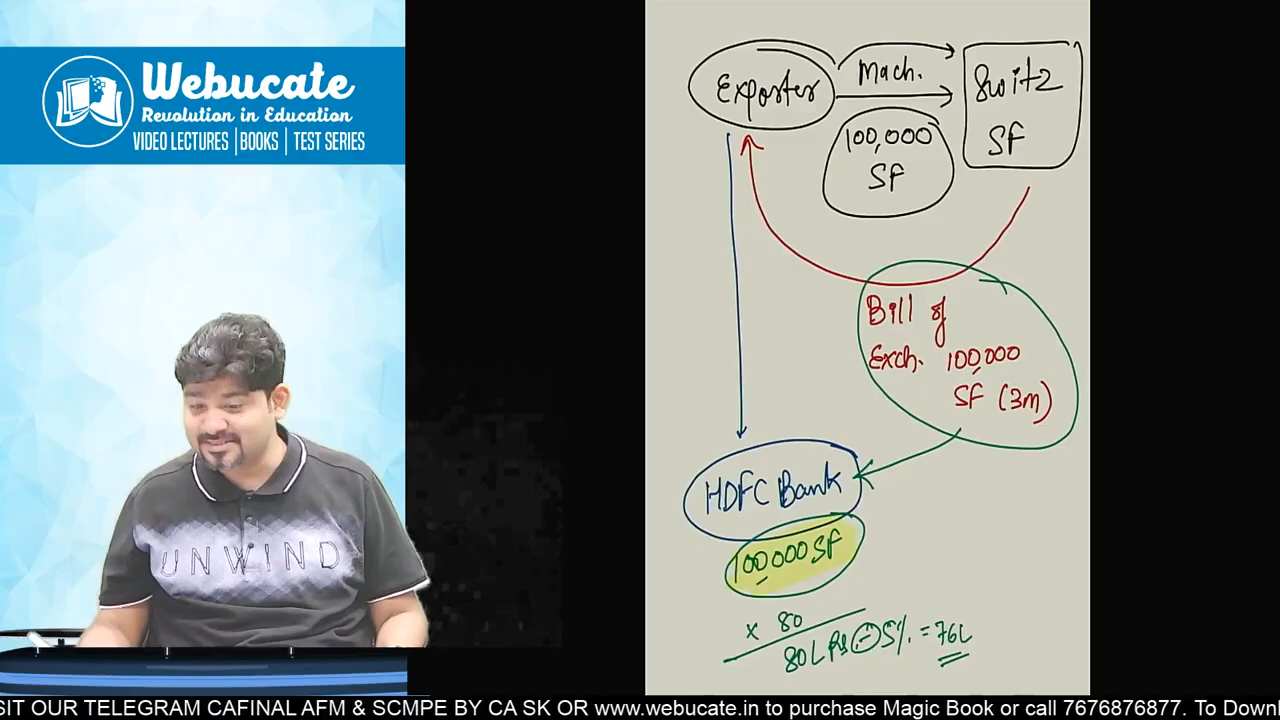 Webucate
Revolution in Education
VIDEO LECTURES | BOOKS | TEST SERIES
Exporter
Mach.
100,000
SF
Switz
SF
Bill of
Exch. 100,000
SF (3m)
HDFC Bank
100,000 SF
x 80
80L Rs (-) 5% = 76L
UNWIND
SIT OUR TELEGRAM CAFINAL AFM & SCMPE BY CA SK OR www.webucate.in to purchase Magic Book or call 7676876877. To Down